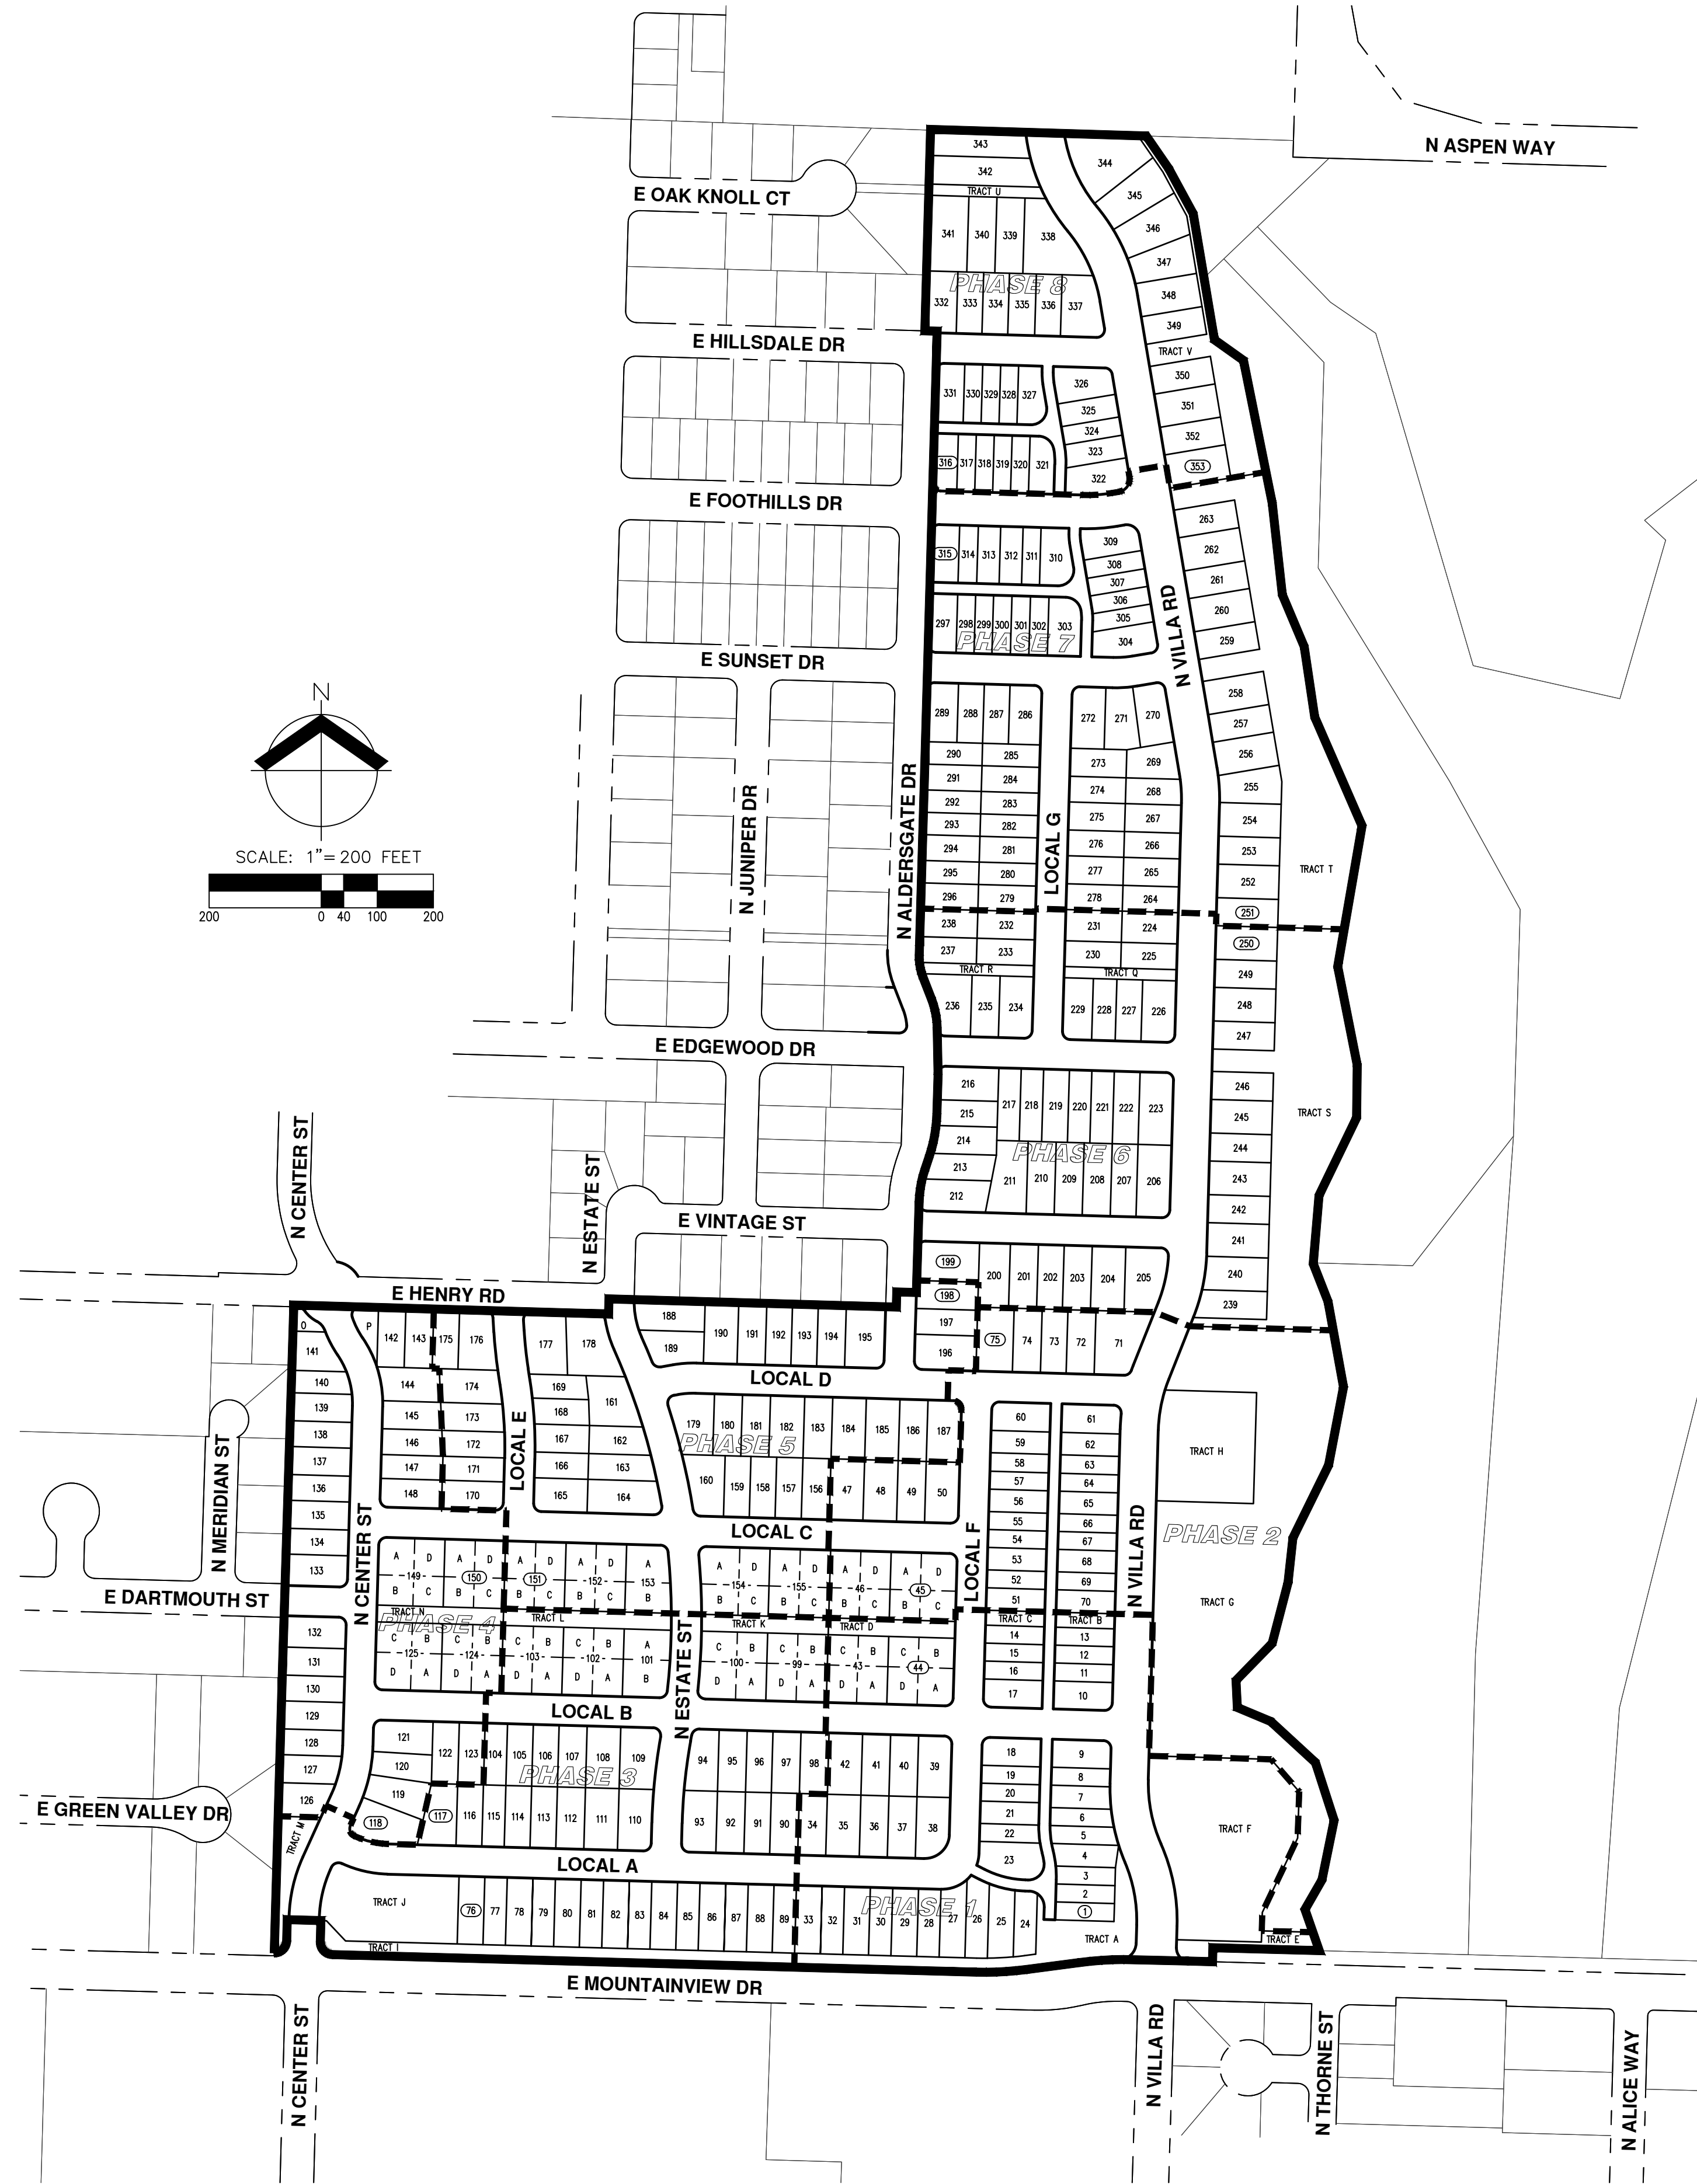 N ASPEN WAY
E OAK KNOLL CT
343
342
TRACT U
341 340 339 338
344
345
346
347
348
349
TRACT V
350
351
352
353
PHASE 8
332 333 334 335 336 337
E HILLSDALE DR
331 330 329 328 327
326
325
324
323
322
316 317 318 319 320 321
E FOOTHILLS DR
315 314 313 312 311 310
309
308
307
306
305
304
297 298 299 300 301 302 303
PHASE 7
263
262
261
260
259
N VILLA RD
E SUNSET DR
258
257
256
255
254
253
252
251
289 288 287 286
290 285
291 284
292 283
293 282
294 281
295 280
296 279
272 271 270
273 269
274 268
275 267
276 266
277 265
278 264
LOCAL G
TRACT T
N JUNIPER DR
N ALDERSGATE DR
N
SCALE: 1"= 200 FEET
200 0 40 100 200
238 232
237 233
TRACT R
236 235 234
231 224
230 225
TRACT Q
229 228 227 226
250
249
248
247
E EDGEWOOD DR
216
215
214
213
212
217 218 219 220 221 222 223
PHASE 6
211 210 209 208 207 206
246
245
244
243
242
241
240
239
TRACT S
N CENTER ST
N ESTATE ST
E VINTAGE ST
199
200 201 202 203 204 205
198
197
196
75 74 73 72 71
E HENRY RD
O
P
141
140
139
138
137
136
135
134
133
142 143 175 176
144 174
145 173
146 172
147 171
148 170
LOCAL E
177 178
169
168 161
167 162
166 163
165 164
188
189
190 191 192 193 194 195
LOCAL D
179 180 181 182 183 184 185 186 187
PHASE 5
160 159 158 157 156 47 48 49 50
LOCAL C
60 61
59 62
58 63
57 64
56 65
55 66
54 67
53 68
52 69
51 70
TRACT C TRACT B
14 13
15 12
16 11
17 10
LOCAL F
N VILLA RD
TRACT H
PHASE 2
TRACT G
N MERIDIAN ST
N CENTER ST
E DARTMOUTH ST
A D A D A D A D A
149 150 151 152 153
B C B C B C B C B
A D A D A D A D
154 155 46 45
B C B C B C B C
TRACT N
TRACT L
TRACT K
TRACT D
PHASE 4
C B C B C B C B A
125 124 103 102 101
D A D A D A D A B
C B C B C B C B
100 99 43 44
D A D A D A D A
N ESTATE ST
132
131
130
129
128
127
126
TRACT M
LOCAL B
121
120
119
118
122 123 104 105 106 107 108 109
PHASE 3
117 116 115 114 113 112 111 110
94 95 96 97 98 42 41 40 39
93 92 91 90 34 35 36 37 38
18
19
20
21
22
23
9
8
7
6
5
4
3
2
1
TRACT F
E GREEN VALLEY DR
LOCAL A
TRACT J
76 77 78 79 80 81 82 83 84 85 86 87 88 89 33 32 31 30 29 28 27 26 25 24
PHASE 1
TRACT A
TRACT E
TRACT I
E MOUNTAINVIEW DR
N CENTER ST
N VILLA RD
N THORNE ST
N ALICE WAY